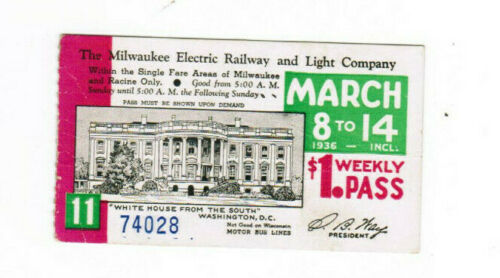 The Milwaukee Electric Railway and Light Company
Within the Single Fare Areas of Milwaukee
and Racine Only. ● Good from 5:00 A. M.
Sunday until 5:00 A. M. the Following Sunday
PASS MUST BE SHOWN UPON DEMAND
MARCH
8 TO 14
1936 — INCL.
$1. WEEKLY
PASS
"WHITE HOUSE FROM THE SOUTH"
WASHINGTON, D.C.
11
74028
Not Good on Wisconsin
MOTOR BUS LINES
S. B. Way
PRESIDENT